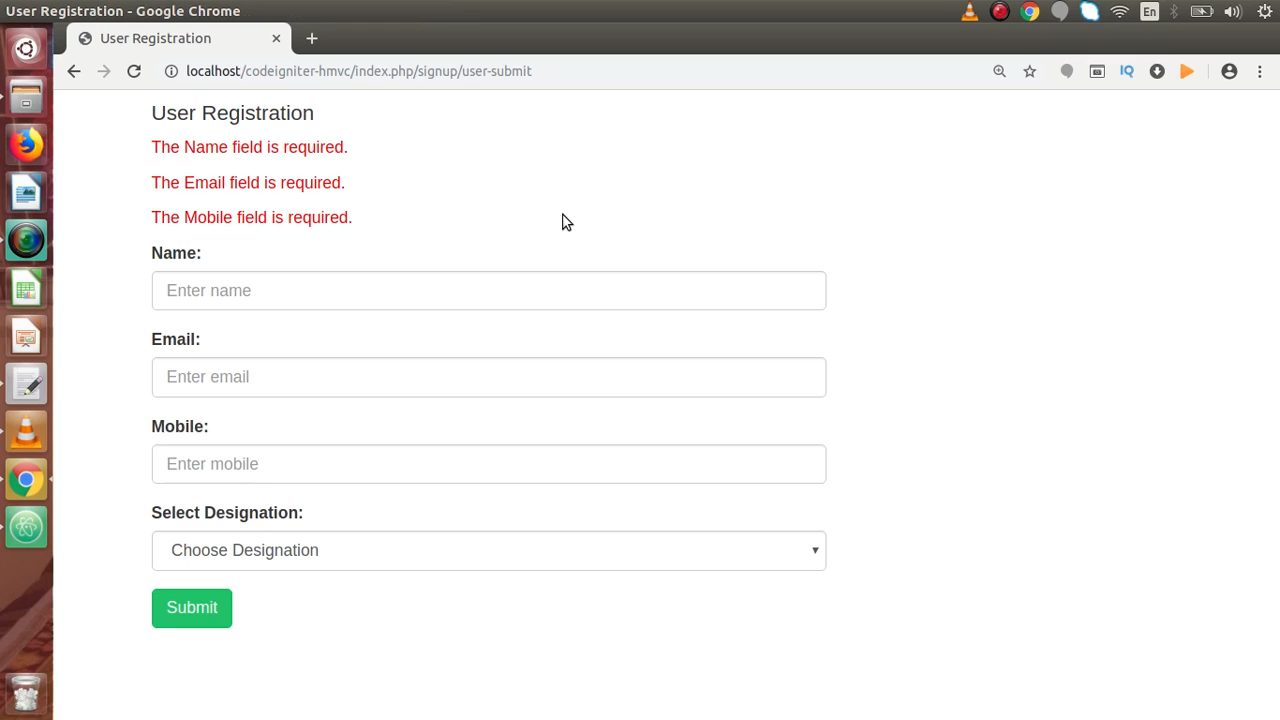 User Registration - Google Chrome
En
User Registration
localhost/codeigniter-hmvc/index.php/signup/user-submit
IQ
User Registration
The Name field is required.
The Email field is required.
The Mobile field is required.
Name:
Enter name
Email:
Enter email
Mobile:
Enter mobile
Select Designation:
Choose Designation
Submit